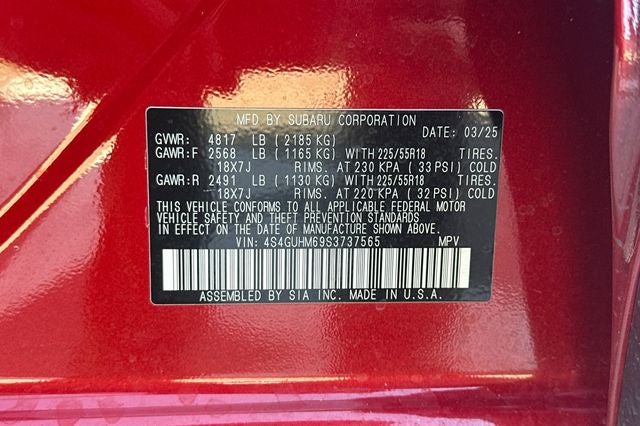 MFD BY SUBARU CORPORATION
GVWR: 4817 LB ( 2185 KG) DATE: 03/25
GAWR:F 2568 LB ( 1165 KG) WITH 225/55R18 TIRES.
18X7J RIMS. AT 230 KPA ( 33 PSI) COLD
GAWR:R 2491 LB ( 1130 KG) WITH 225/55R18 TIRES.
18X7J RIMS. AT 220 KPA ( 32 PSI) COLD
THIS VEHICLE CONFORMS TO ALL APPLICABLE FEDERAL MOTOR
VEHICLE SAFETY AND THEFT PREVENTION STANDARDS
IN EFFECT ON THE DATE OF MANUFACTURE SHOWN ABOVE.
VIN: 4S4GUHM69S3737565 MPV
ASSEMBLED BY SIA INC. MADE IN U.S.A.